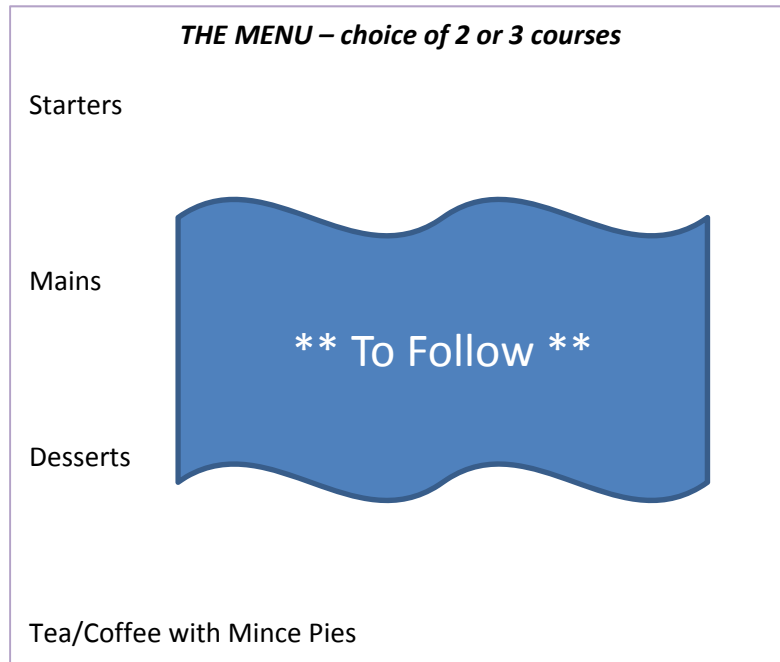 THE MENU – choice of 2 or 3 courses
Starters
Mains
** To Follow **
Desserts
Tea/Coffee with Mince Pies